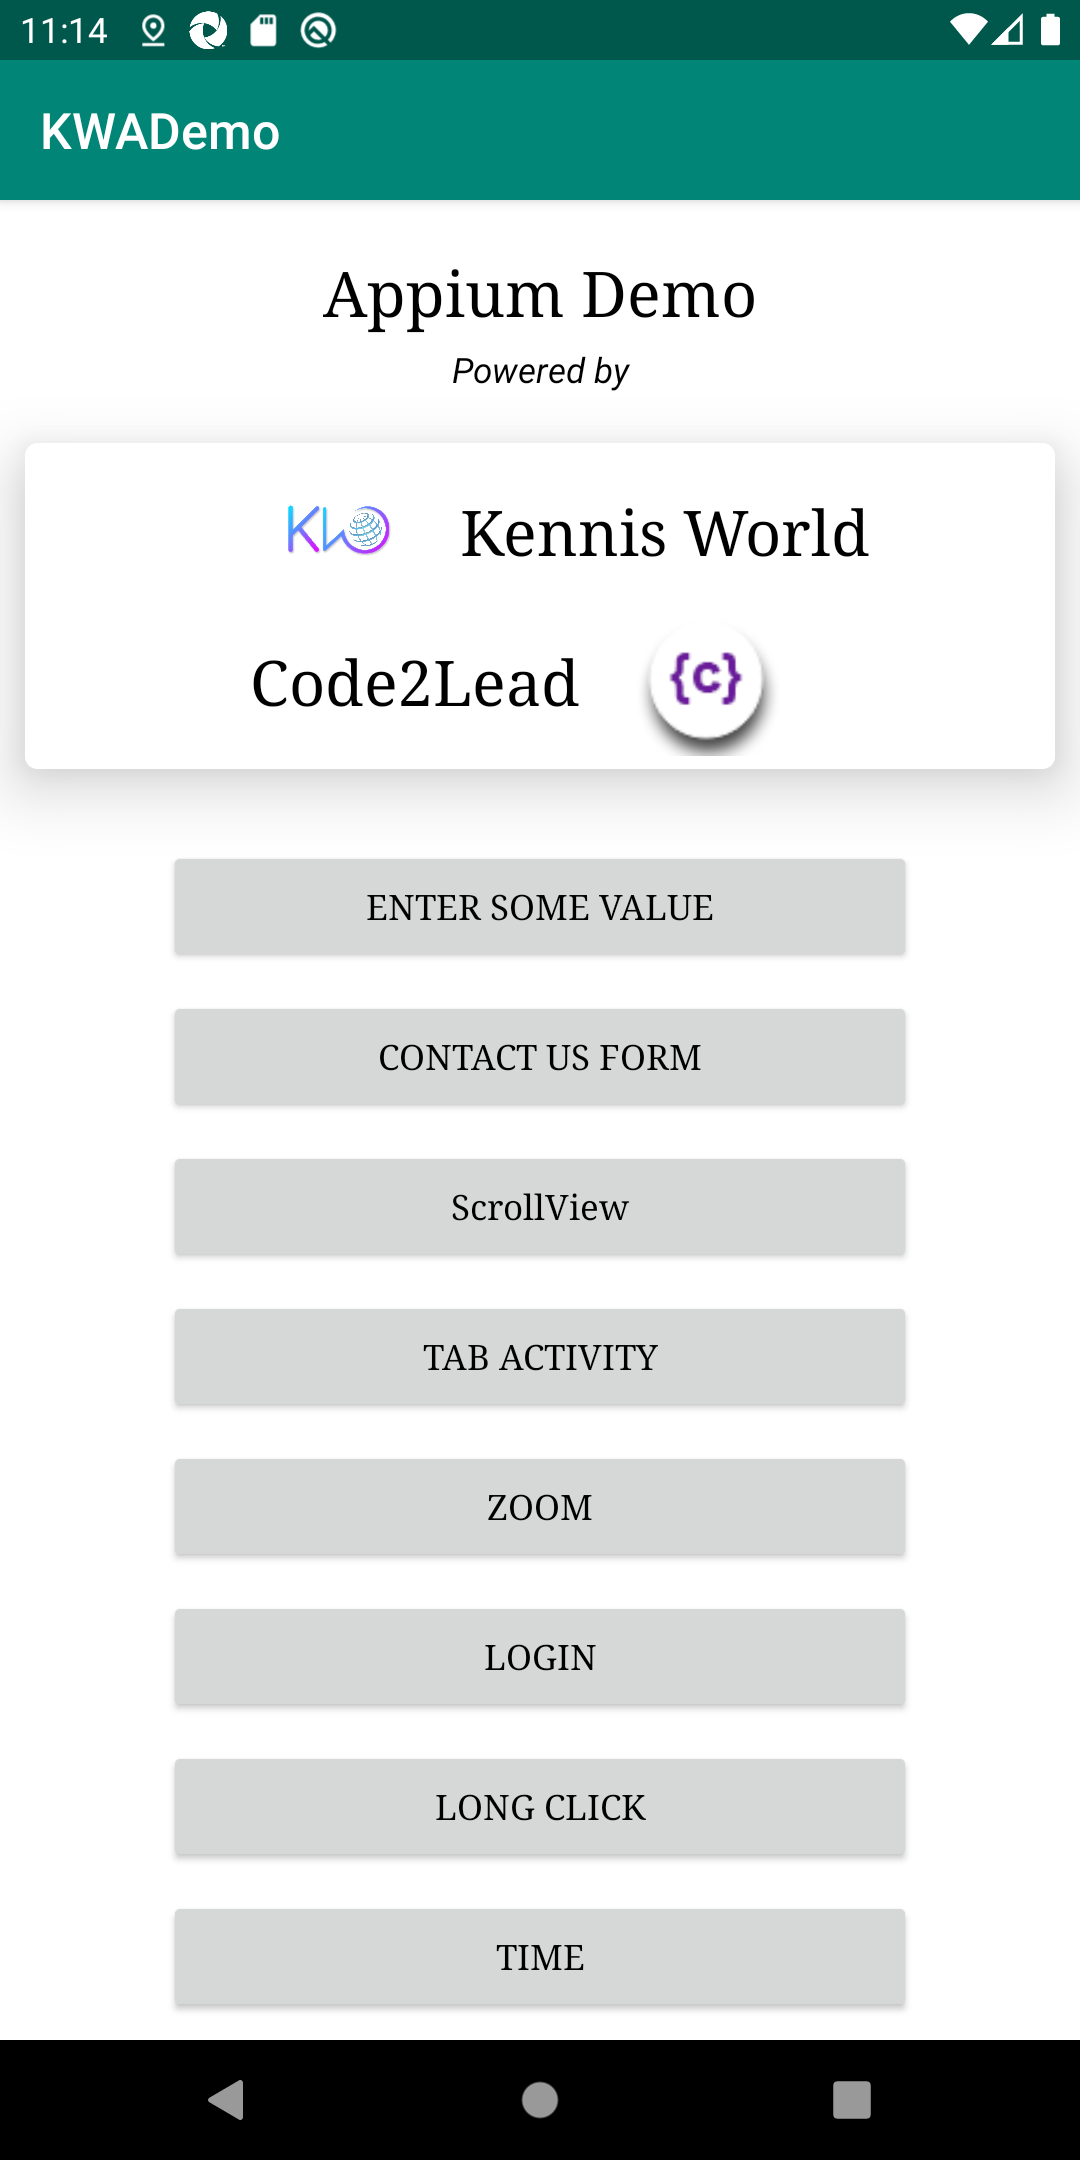 11:14
KWADemo
Appium Demo
Powered by
Kennis World
Code2Lead
{c}
ENTER SOME VALUE
CONTACT US FORM
ScrollView
TAB ACTIVITY
ZOOM
LOGIN
LONG CLICK
TIME